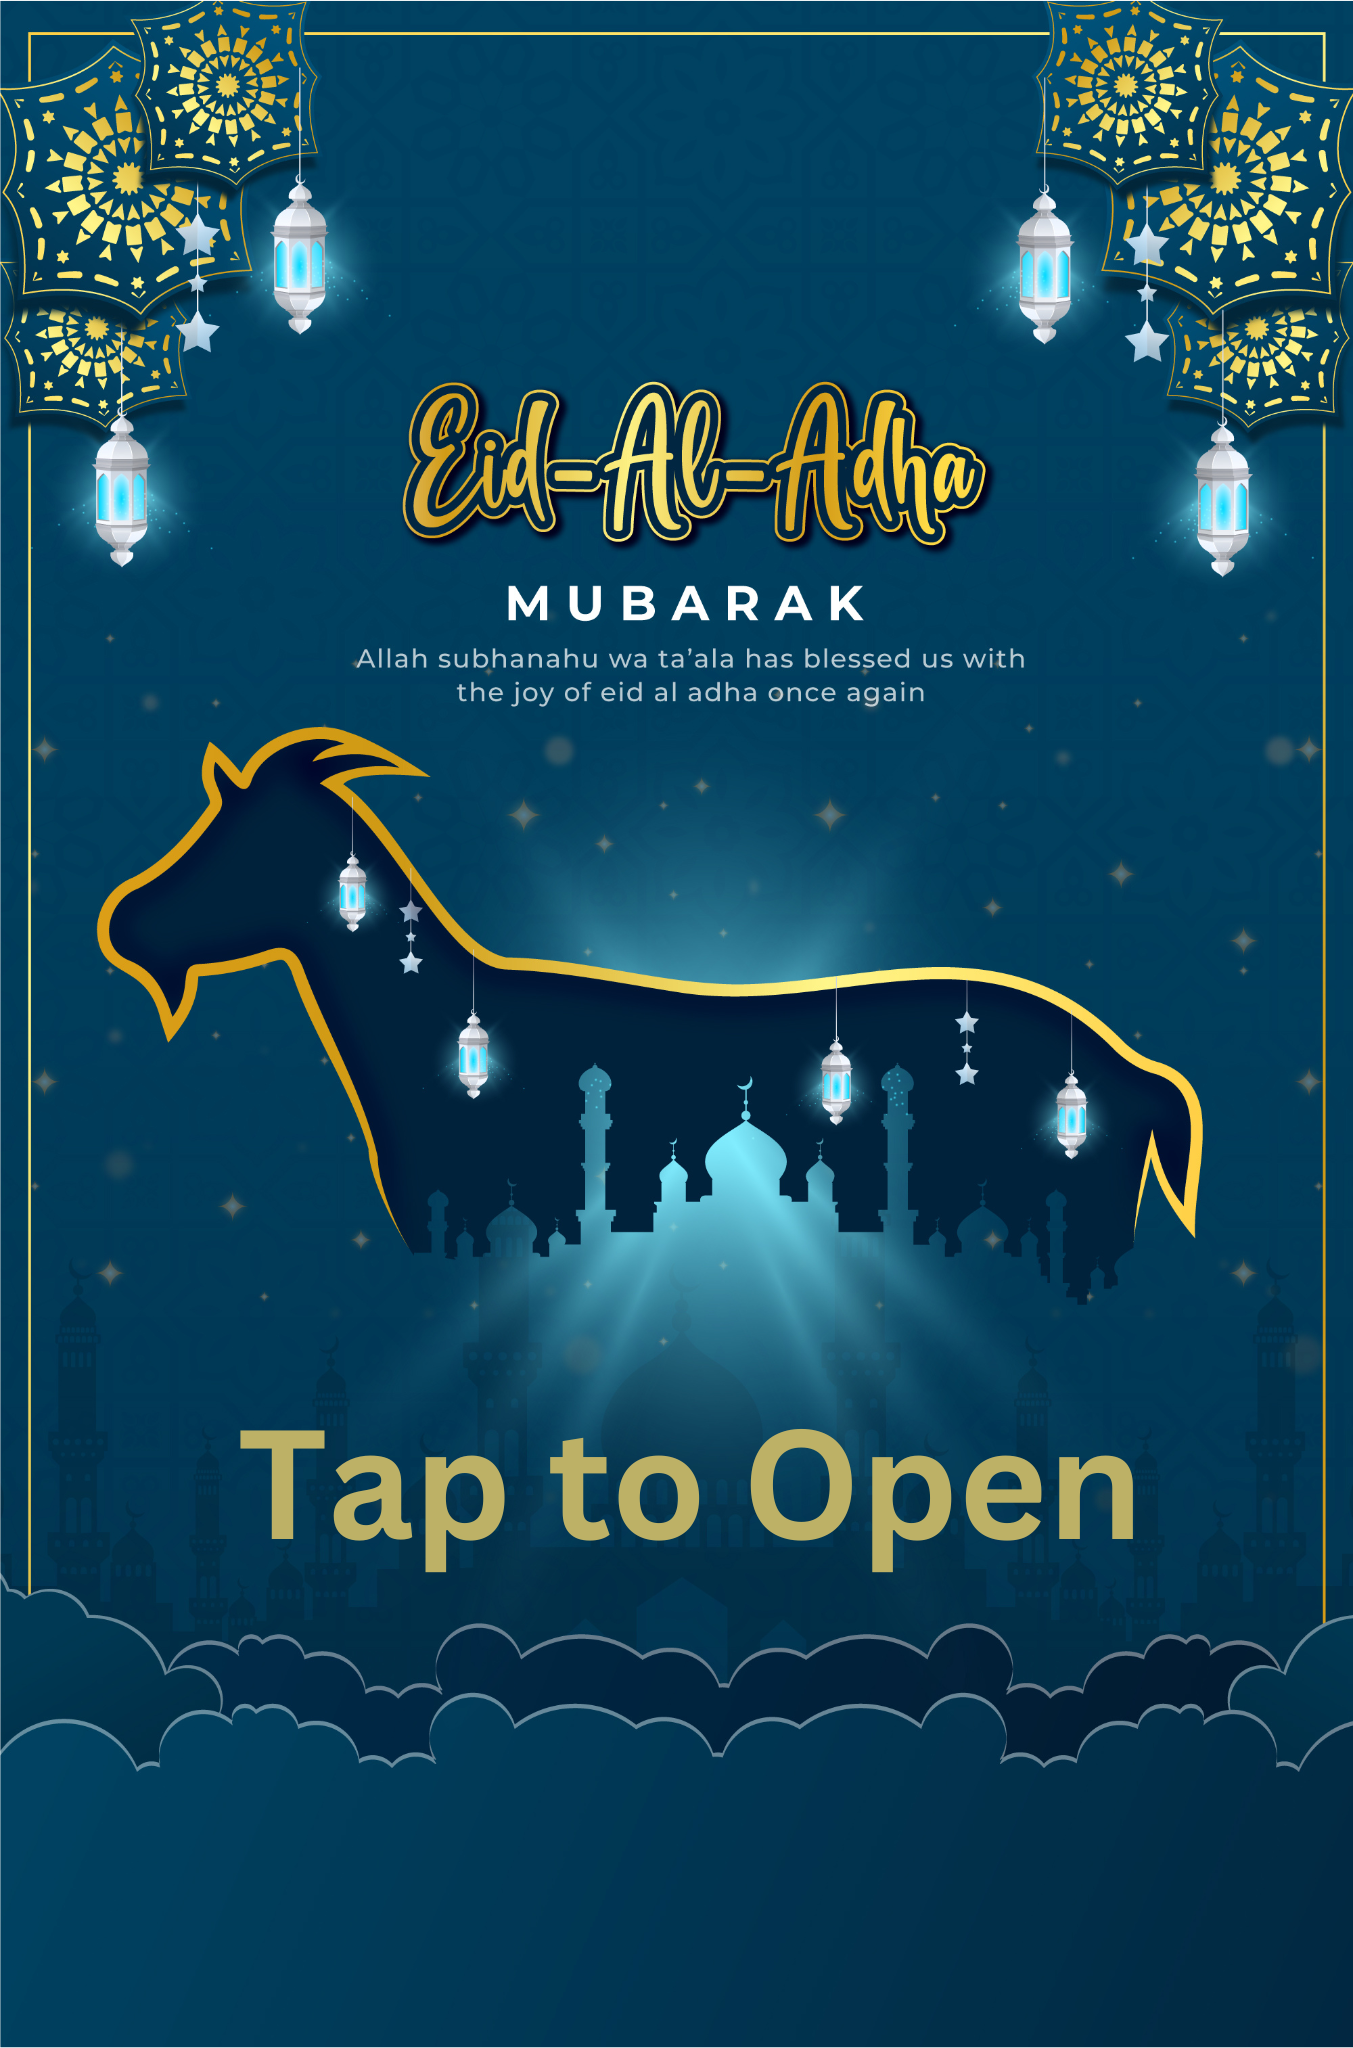 Eid-Al-Adha
MUBARAK
Allah subhanahu wa ta’ala has blessed us with
the joy of eid al adha once again
Tap to Open